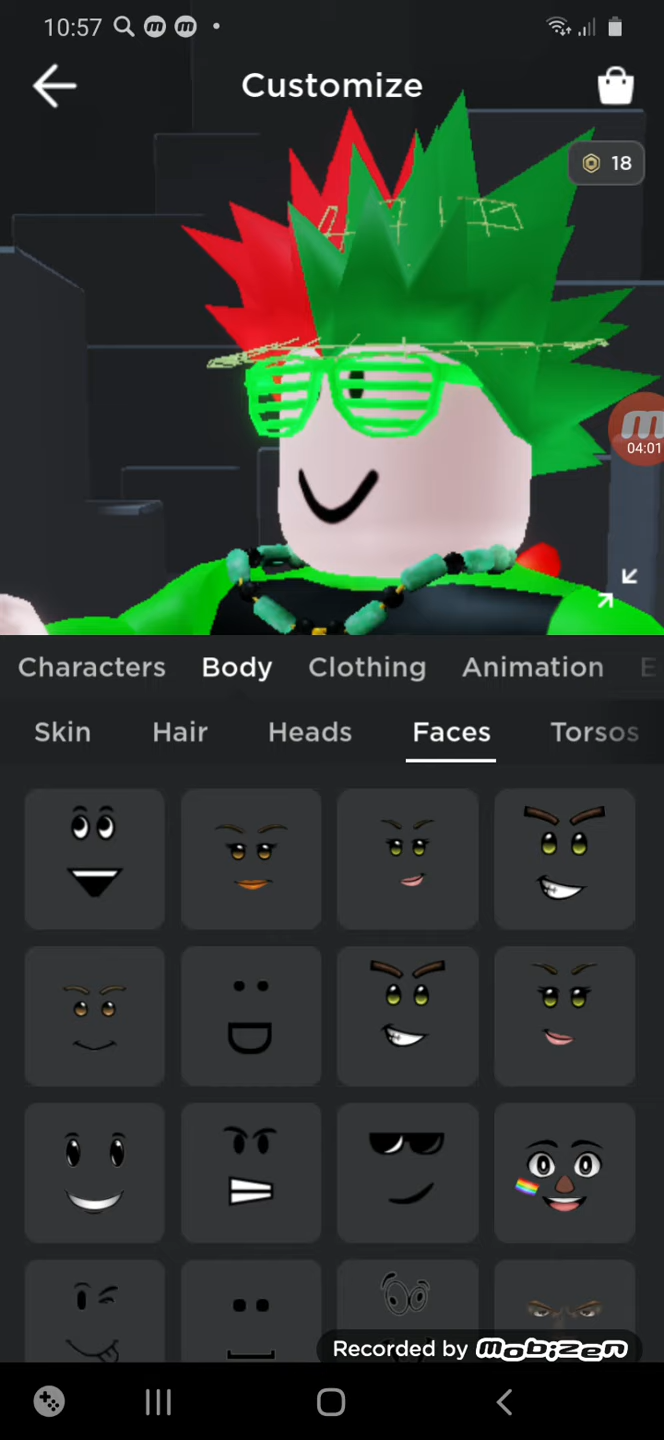 10:57
Customize
18
m
04:01
Characters Body Clothing Animation E
Skin Hair Heads Faces Torsos
Recorded by mobizen